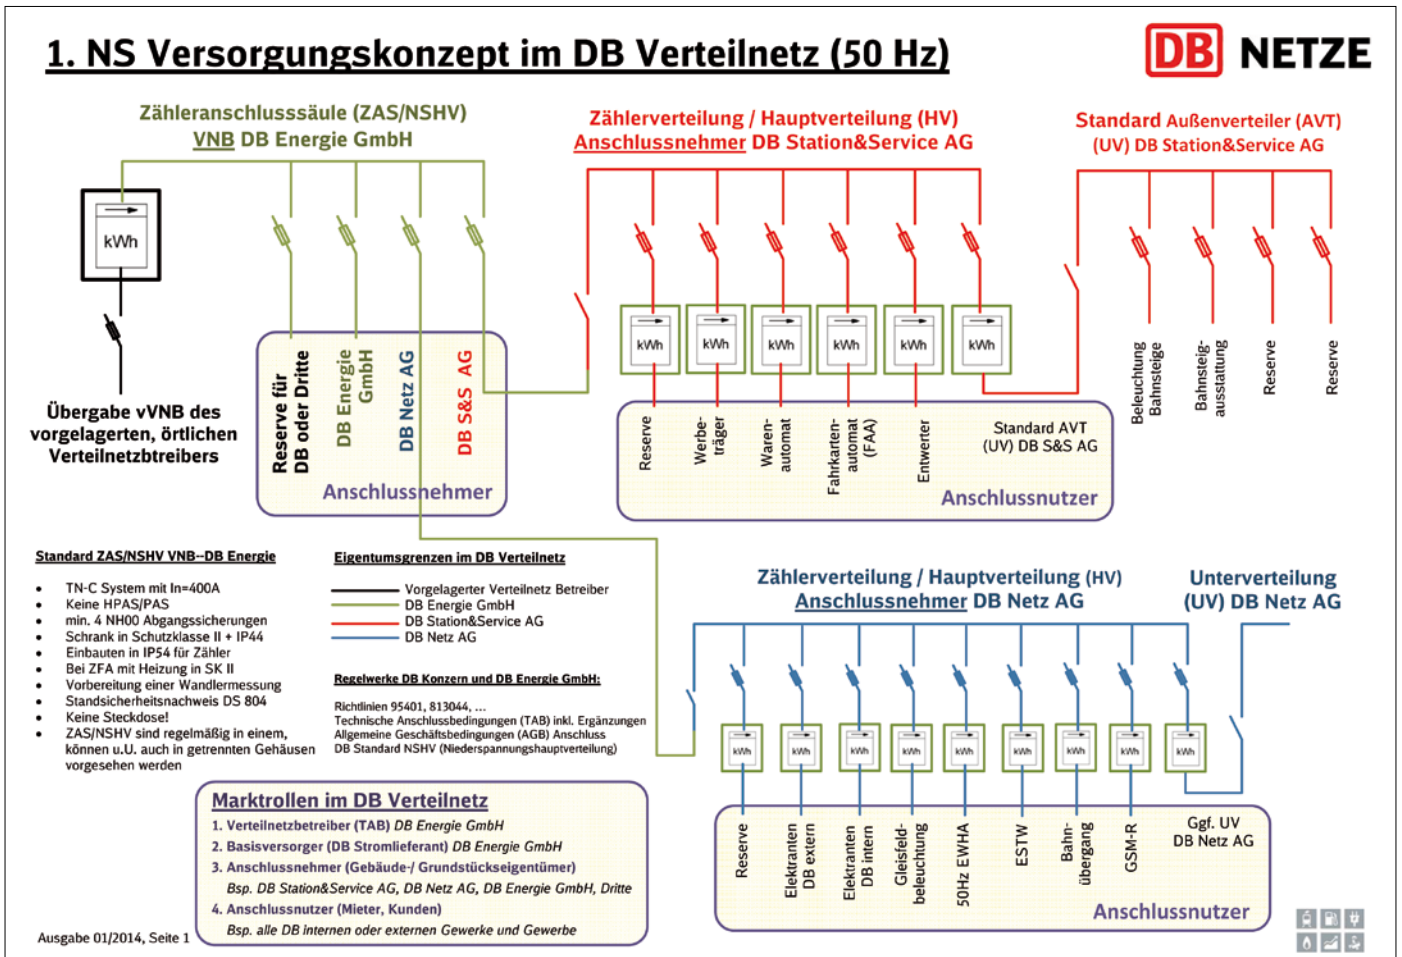 1. NS Versorgungskonzept im DB Verteilnetz (50 Hz)
DB NETZE
Zähleranschlusssäule (ZAS/NSHV)
VNB DB Energie GmbH
Zählerverteilung / Hauptverteilung (HV)
Anschlussnehmer DB Station&Service AG
Standard Außenverteiler (AVT)
(UV) DB Station&Service AG
kWh
kWh
kWh
kWh
kWh
kWh
kWh
Übergabe vVNB des
vorgelagerten, örtlichen
Verteilnetzbtreibers
Reserve für
DB oder Dritte
DB Energie
GmbH
DB Netz AG
DB S&S AG
Anschlussnehmer
Reserve
Werbe-
träger
Waren-
automat
Fahrkarten-
automat
(FAA)
Entwerter
Standard AVT
(UV) DB S&S AG
Anschlussnutzer
Beleuchtung
Bahnsteige
Bahnsteig-
ausstattung
Reserve
Reserve
Standard ZAS/NSHV VNB--DB Energie
• TN-C System mit In=400A
• Keine HPAS/PAS
• min. 4 NH00 Abgangssicherungen
• Schrank in Schutzklasse II + IP44
• Einbauten in IP54 für Zähler
• Bei ZFA mit Heizung in SK II
• Vorbereitung einer Wandlermessung
• Standsicherheitsnachweis DS 804
• Keine Steckdose!
• ZAS/NSHV sind regelmäßig in einem,
können u.U. auch in getrennten Gehäusen
vorgesehen werden
Eigentumsgrenzen im DB Verteilnetz
Vorgelagerter Verteilnetz Betreiber
DB Energie GmbH
DB Station&Service AG
DB Netz AG
Regelwerke DB Konzern und DB Energie GmbH:
Richtlinien 95401, 813044, ...
Technische Anschlussbedingungen (TAB) inkl. Ergänzungen
Allgemeine Geschäftsbedingungen (AGB) Anschluss
DB Standard NSHV (Niederspannungshauptverteilung)
Zählerverteilung / Hauptverteilung (HV)
Anschlussnehmer DB Netz AG
Unterverteilung
(UV) DB Netz AG
kWh
kWh
kWh
kWh
kWh
kWh
kWh
kWh
kWh
Reserve
Elektranten
DB extern
Elektranten
DB intern
Gleisfeld-
beleuchtung
50Hz EWHA
ESTW
Bahn-
übergang
GSM-R
Ggf. UV
DB Netz AG
Anschlussnutzer
Marktrollen im DB Verteilnetz
1. Verteilnetzbetreiber (TAB) DB Energie GmbH
2. Basisversorger (DB Stromlieferant) DB Energie GmbH
3. Anschlussnehmer (Gebäude-/ Grundstückseigentümer)
Bsp. DB Station&Service AG, DB Netz AG, DB Energie GmbH, Dritte
4. Anschlussnutzer (Mieter, Kunden)
Bsp. alle DB internen oder externen Gewerke und Gewerbe
Ausgabe 01/2014, Seite 1